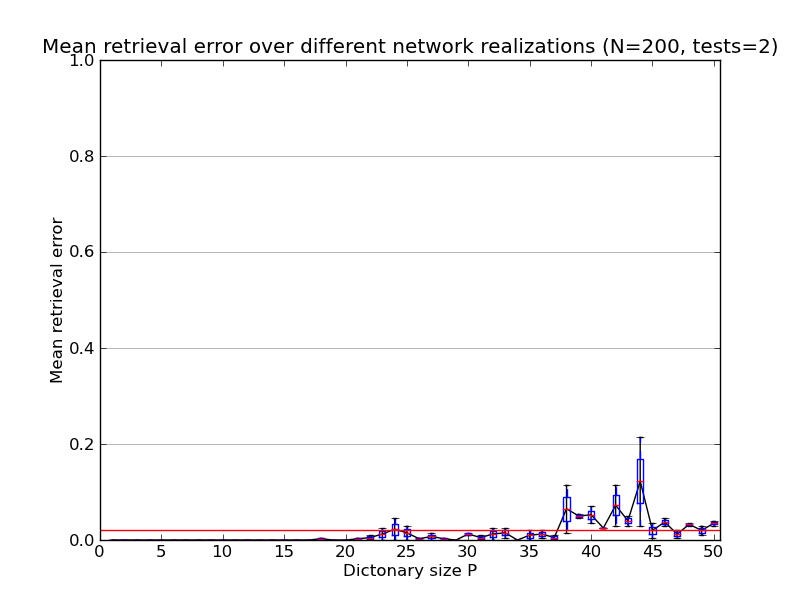 Mean retrieval error over different network realizations (N=200, tests=2)
1.0
0.8
0.6
0.4
0.2
0.0
Mean retrieval error
0 5 10 15 20 25 30 35 40 45 50
Dictonary size P